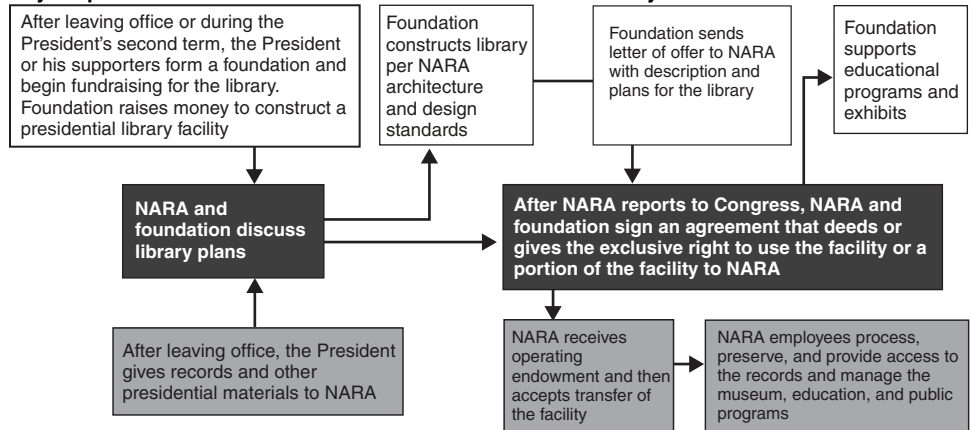 After leaving office or during the
President's second term, the President
or his supporters form a foundation and
begin fundraising for the library.
Foundation raises money to construct a
presidential library facility
Foundation
constructs library
per NARA
architecture
and design
standards
Foundation sends
letter of offer to NARA
with description and
plans for the library
Foundation
supports
educational
programs and
exhibits
NARA and
foundation discuss
library plans
After NARA reports to Congress, NARA and
foundation sign an agreement that deeds or
gives the exclusive right to use the facility or a
portion of the facility to NARA
After leaving office, the President
gives records and other
presidential materials to NARA
NARA receives
operating
endowment and then
accepts transfer of
the facility
NARA employees process,
preserve, and provide access to
the records and manage the
museum, education, and public
programs